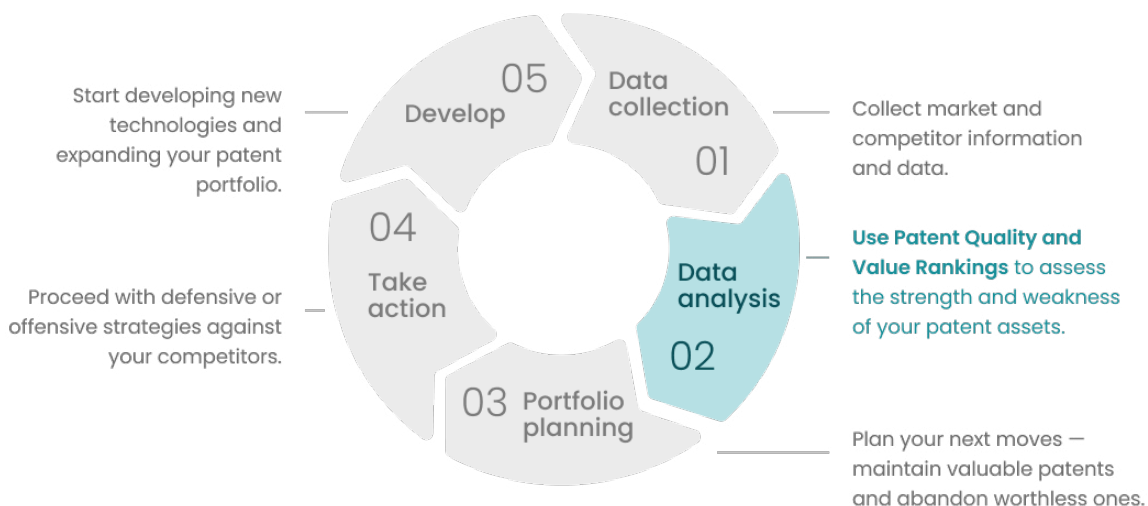 Data
collection
01
Collect market and
competitor information
and data.
Data
analysis
02
Use Patent Quality and
Value Rankings to assess
the strength and weakness
of your patent assets.
03
Portfolio
planning
Plan your next moves —
maintain valuable patents
and abandon worthless ones.
04
Take
action
Proceed with defensive or
offensive strategies against
your competitors.
05
Develop
Start developing new
technologies and
expanding your patent
portfolio.